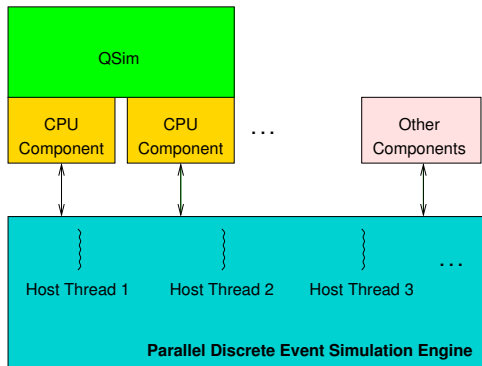 QSim
CPU
Component
CPU
Component
...
Other
Components
Host Thread 1
Host Thread 2
Host Thread 3
...
Parallel Discrete Event Simulation Engine